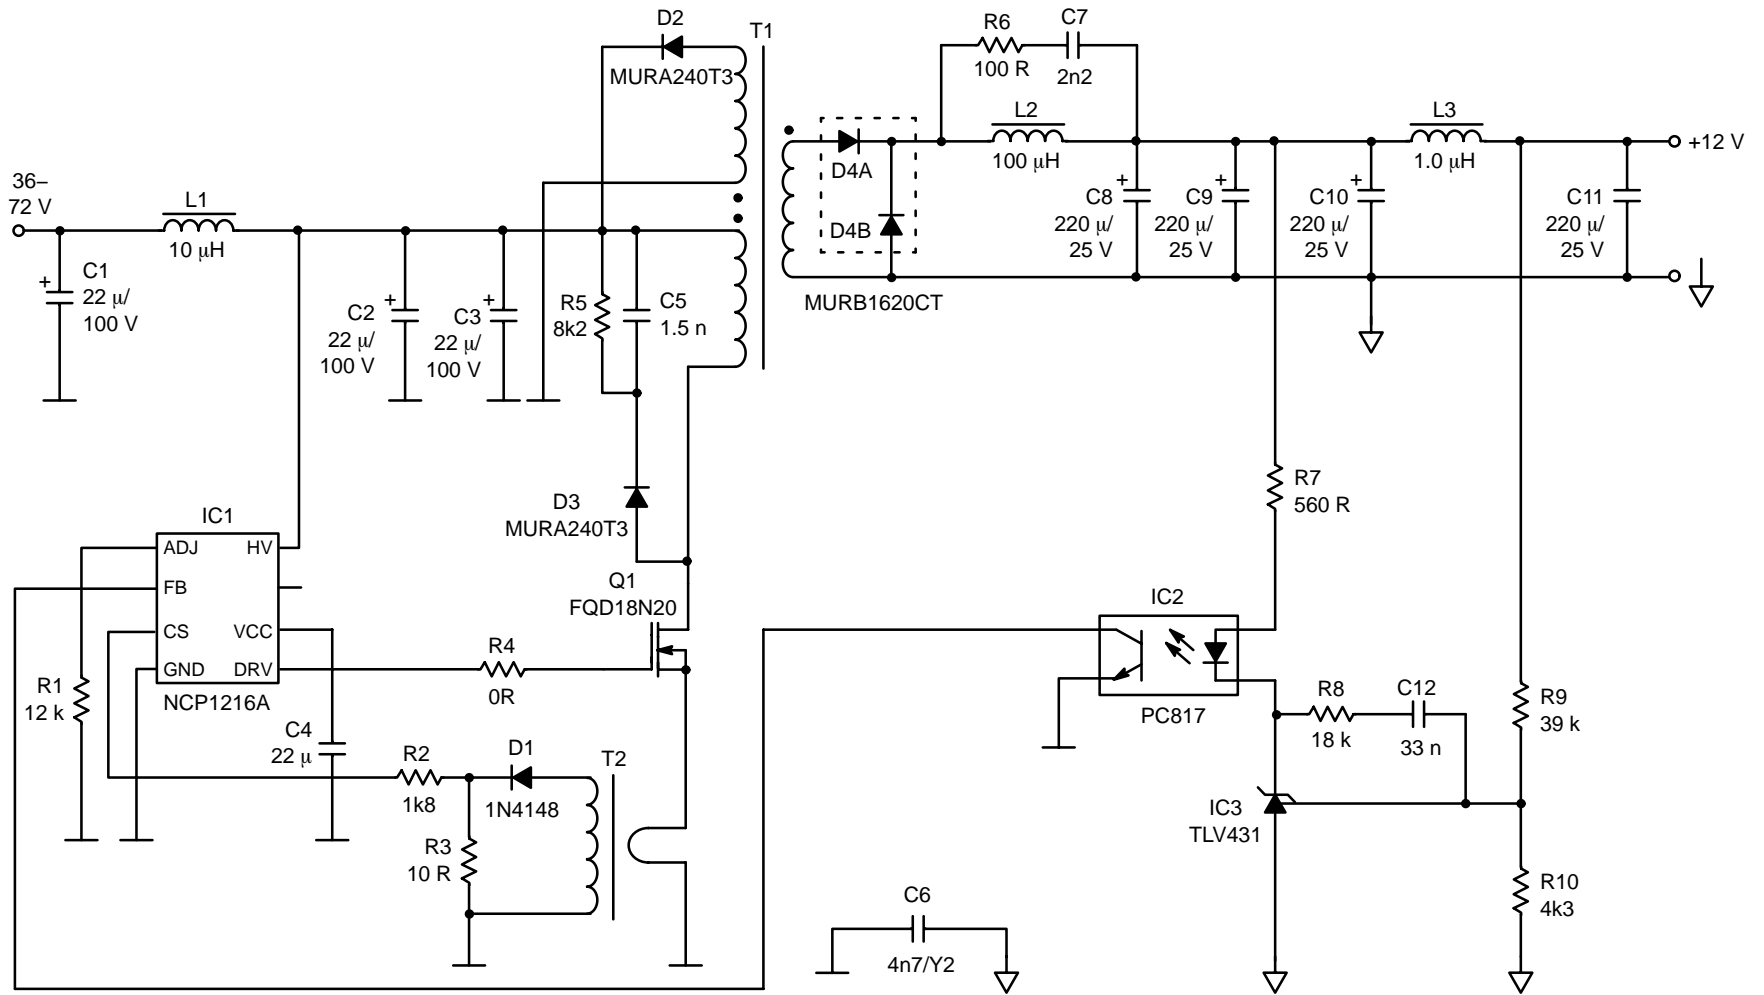 D2
MURA240T3
T1
R6
100 R
C7
2n2
L2
100 μH
L3
1.0 μH
+12 V
D4A
D4B
MURB1620CT
+
C8
220 μ/
25 V
+
C9
220 μ/
25 V
+
C10
220 μ/
25 V
C11
220 μ/
25 V
36–
72 V
L1
10 μH
+
C1
22 μ/
100 V
+
C2
22 μ/
100 V
+
C3
22 μ/
100 V
R5
8k2
C5
1.5 n
D3
MURA240T3
R7
560 R
IC1
ADJ
HV
FB
CS
VCC
GND
DRV
NCP1216A
Q1
FQD18N20
R4
0R
IC2
PC817
R1
12 k
C4
22 μ
R2
1k8
D1
1N4148
T2
R3
10 R
R8
18 k
C12
33 n
R9
39 k
IC3
TLV431
R10
4k3
C6
4n7/Y2